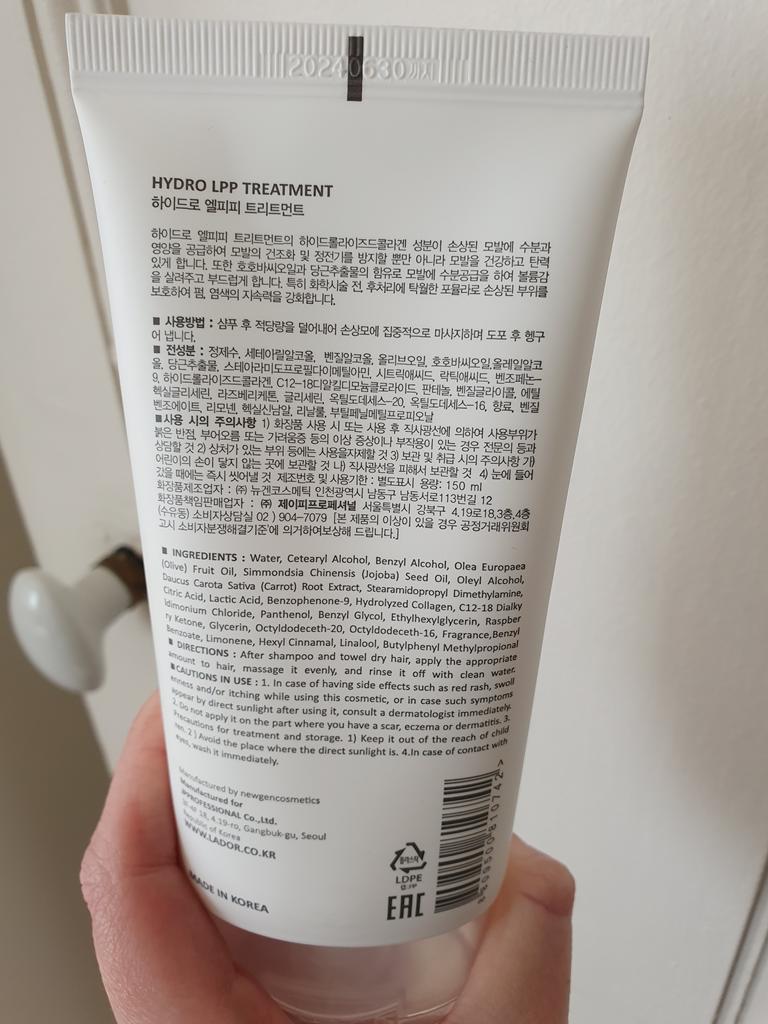 20240630까지
HYDRO LPP TREATMENT
하이드로 엘피피 트리트먼트
하이드로 엘피피 트리트먼트의 하이드롤라이즈드콜라겐 성분이 손상된 모발에 수분과
영양을 공급하여 모발의 건조화 및 정전기를 방지할 뿐만 아니라 모발을 건강하고 탄력
있게 합니다. 또한 호호바씨오일과 당근추출물의 함유로 모발에 수분공급을 하여 볼륨감
을 살려주고 부드럽게 합니다. 특히 화학시술 전, 후처리에 탁월한 포뮬라로 손상된 부위를
보호하여 펌, 염색의 지속력을 강화합니다.
■ 사용방법 : 샴푸 후 적당량을 덜어내어 손상모에 집중적으로 마사지하며 도포 후 헹구
어 냅니다.
■ 전성분 : 정제수, 세테아릴알코올, 벤질알코올, 올리브오일, 호호바씨오일,올레일알코
올, 당근추출물, 스테아라미도프로필다이메틸아민, 시트릭애씨드, 락틱애씨드, 벤조페논-
9, 하이드롤라이즈드콜라겐, C12-18디알킬디모늄클로라이드, 판테놀, 벤질글라이콜, 에틸
헥실글리세린, 라즈베리케톤, 글리세린, 옥틸도데세스-20, 옥틸도데세스-16, 향료, 벤질
벤조에이트, 리모넨, 헥실신남알, 리날룰, 부틸페닐메틸프로피오날
■사용 시의 주의사항 1) 화장품 사용 시 또는 사용 후 직사광선에 의하여 사용부위가
붉은 반점, 부어오름 또는 가려움증 등의 이상 증상이나 부작용이 있는 경우 전문의 등과
상담할 것 2) 상처가 있는 부위 등에는 사용을자제할 것 3) 보관 및 취급 시의 주의사항 가)
어린이의 손이 닿지 않는 곳에 보관할 것 나) 직사광선을 피해서 보관할 것 4) 눈에 들어
갔을 때에는 즉시 씻어낼 것 제조번호 및 사용기한 : 별도표시 용량: 150 ml
화장품제조업자 : ㈜ 뉴겐코스메틱 인천광역시 남동구 남동서로113번길 12
화장품책임판매업자 : ㈜ 제이피프로페셔널 서울특별시 강북구 4.19로18,3층,4층
(수유동) 소비자상담실 02 ) 904-7079 [본 제품의 이상이 있을 경우 공정거래위원회
고시 소비자분쟁해결기준'에 의거하여보상해 드립니다.]
■ INGREDIENTS : Water, Cetearyl Alcohol, Benzyl Alcohol, Olea Europaea
(Olive) Fruit Oil, Simmondsia Chinensis (Jojoba) Seed Oil, Oleyl Alcohol,
Daucus Carota Sativa (Carrot) Root Extract, Stearamidopropyl Dimethylamine,
Citric Acid, Lactic Acid, Benzophenone-9, Hydrolyzed Collagen, C12-18 Dialky
ldimonium Chloride, Panthenol, Benzyl Glycol, Ethylhexylglycerin, Raspber
ry Ketone, Glycerin, Octyldodeceth-20, Octyldodeceth-16, Fragrance,Benzyl
Benzoate, Limonene, Hexyl Cinnamal, Linalool, Butylphenyl Methylpropional
■ DIRECTIONS : After shampoo and towel dry hair, apply the appropriate
amount to hair, massage it evenly, and rinse it off with clean water.
■CAUTIONS IN USE : 1. In case of having side effects such as red rash, swoll
enness and/or itching while using this cosmetic, or in case such symptoms
appear by direct sunlight after using it, consult a dermatologist immediately.
2. Do not apply it on the part where you have a scar, eczema or dermatitis. 3.
Precautions for treatment and storage. 1) Keep it out of the reach of child
ren. 2 ) Avoid the place where the direct sunlight is. 4.In case of contact with
eyes, wash it immediately.
Manufactured by newgencosmetics
Manufactured for
JPPROFESSIONAL Co.,Ltd.
3F-4F 18, 4.19-ro, Gangbuk-gu, Seoul
Republic of Korea
WWW.LADOR.CO.KR
MADE IN KOREA
플라스틱
LDPE
캡:PP
EAC
8 809500 810742 >